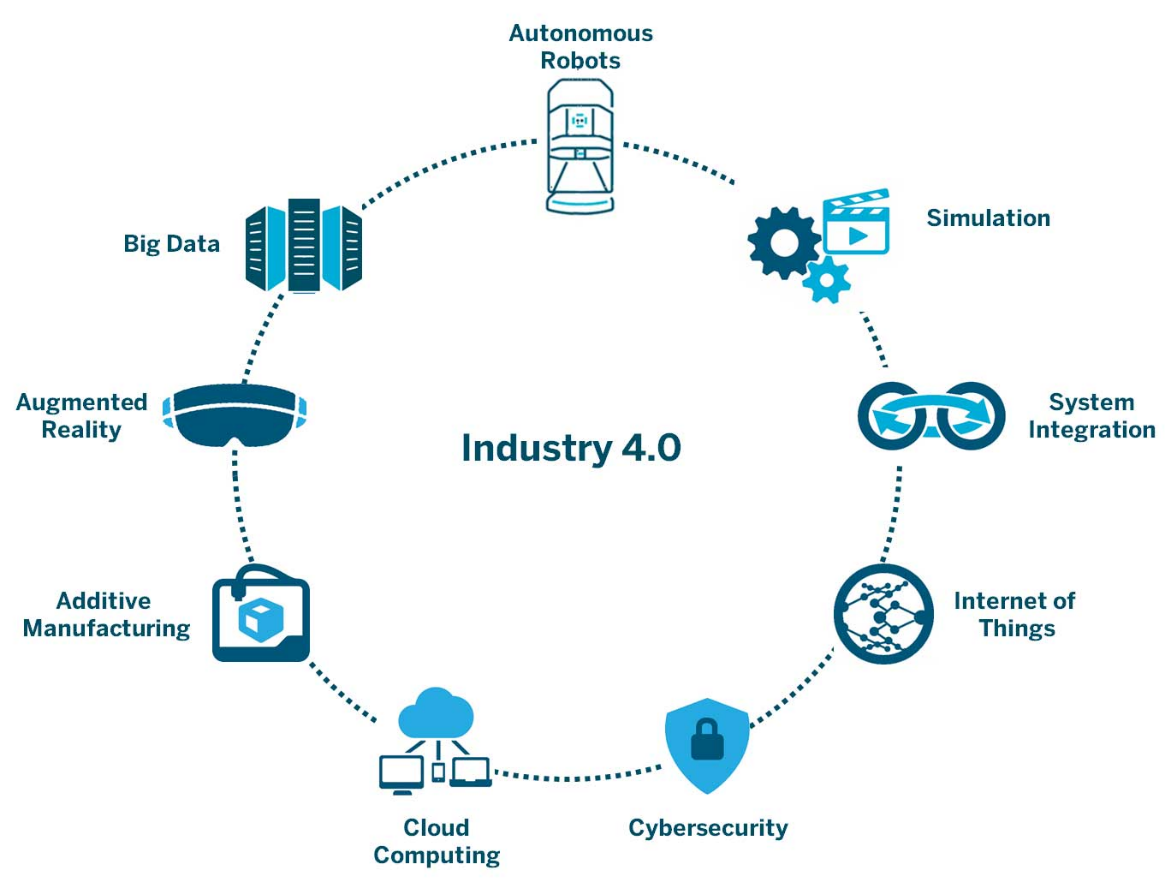 Autonomous
Robots
Simulation
System
Integration
Internet of
Things
Cybersecurity
Cloud
Computing
Additive
Manufacturing
Augmented
Reality
Big Data
Industry 4.0